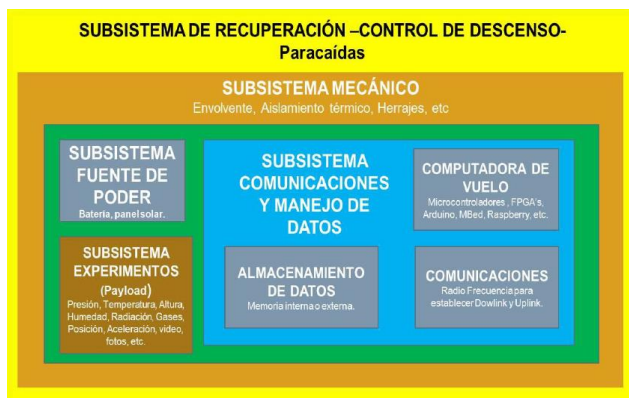 SUBSISTEMA DE RECUPERACIÓN –CONTROL DE DESCENSO-
Paracaídas
SUBSISTEMA MECÁNICO
Envolvente, Aislamiento térmico, Herrajes, etc
SUBSISTEMA
FUENTE DE
PODER
Batería, panel solar.
SUBSISTEMA
EXPERIMENTOS
(Payload)
Presión, Temperatura, Altura,
Humedad, Radiación, Gases,
Posición, Aceleración, video,
fotos, etc.
SUBSISTEMA
COMUNICACIONES
Y MANEJO DE
DATOS
ALMACENAMIENTO
DE DATOS
Memoria interna o externa.
COMPUTADORA DE
VUELO
Microcontroladores, FPGA's,
Arduino, MBed, Raspberry, etc.
COMUNICACIONES
Radio Frecuencia para
establecer Dowlink y Uplink.